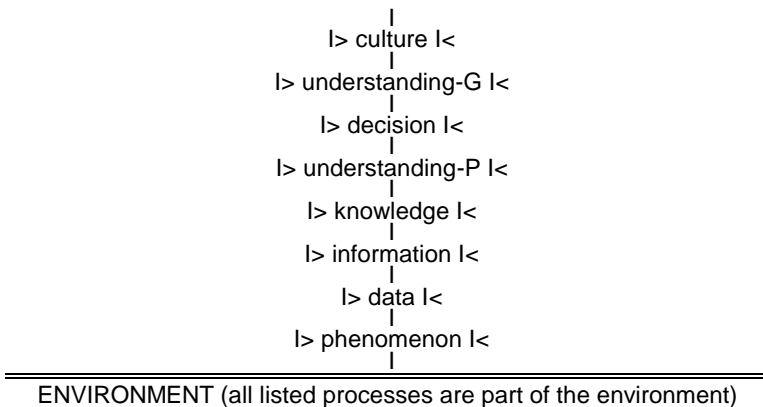 I
I> culture I<
I
I> understanding-G I<
I
I> decision I<
I
I> understanding-P I<
I
I> knowledge I<
I
I> information I<
I
I> data I<
I
I> phenomenon I<
I
ENVIRONMENT (all listed processes are part of the environment)